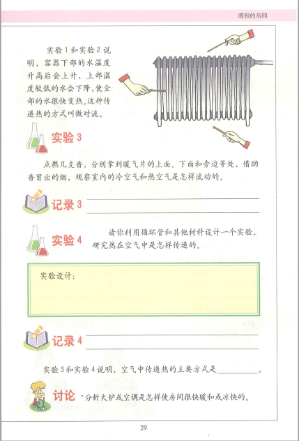 实验1和实验2说
明，容器下部的水温度
升高后会上升，上部温
度较低的水会下降，使全
部的水很快变热。这种传
递热的方式叫做对流。
实验3
点燃几支香，分别拿到暖气片的上面、下面和旁边等处，借助
香冒出的烟，观察室内的冷空气和热空气是怎样流动的。
记录3
实验4
请你利用循环管和其他材料设计一个实验，
研究热在空气中是怎样传递的。
实验设计：
记录4
实验3和实验4说明，空气中传递热的主要方式是________。
讨论
分析火炉或空调是怎样使房间很快暖和或凉快的。
29